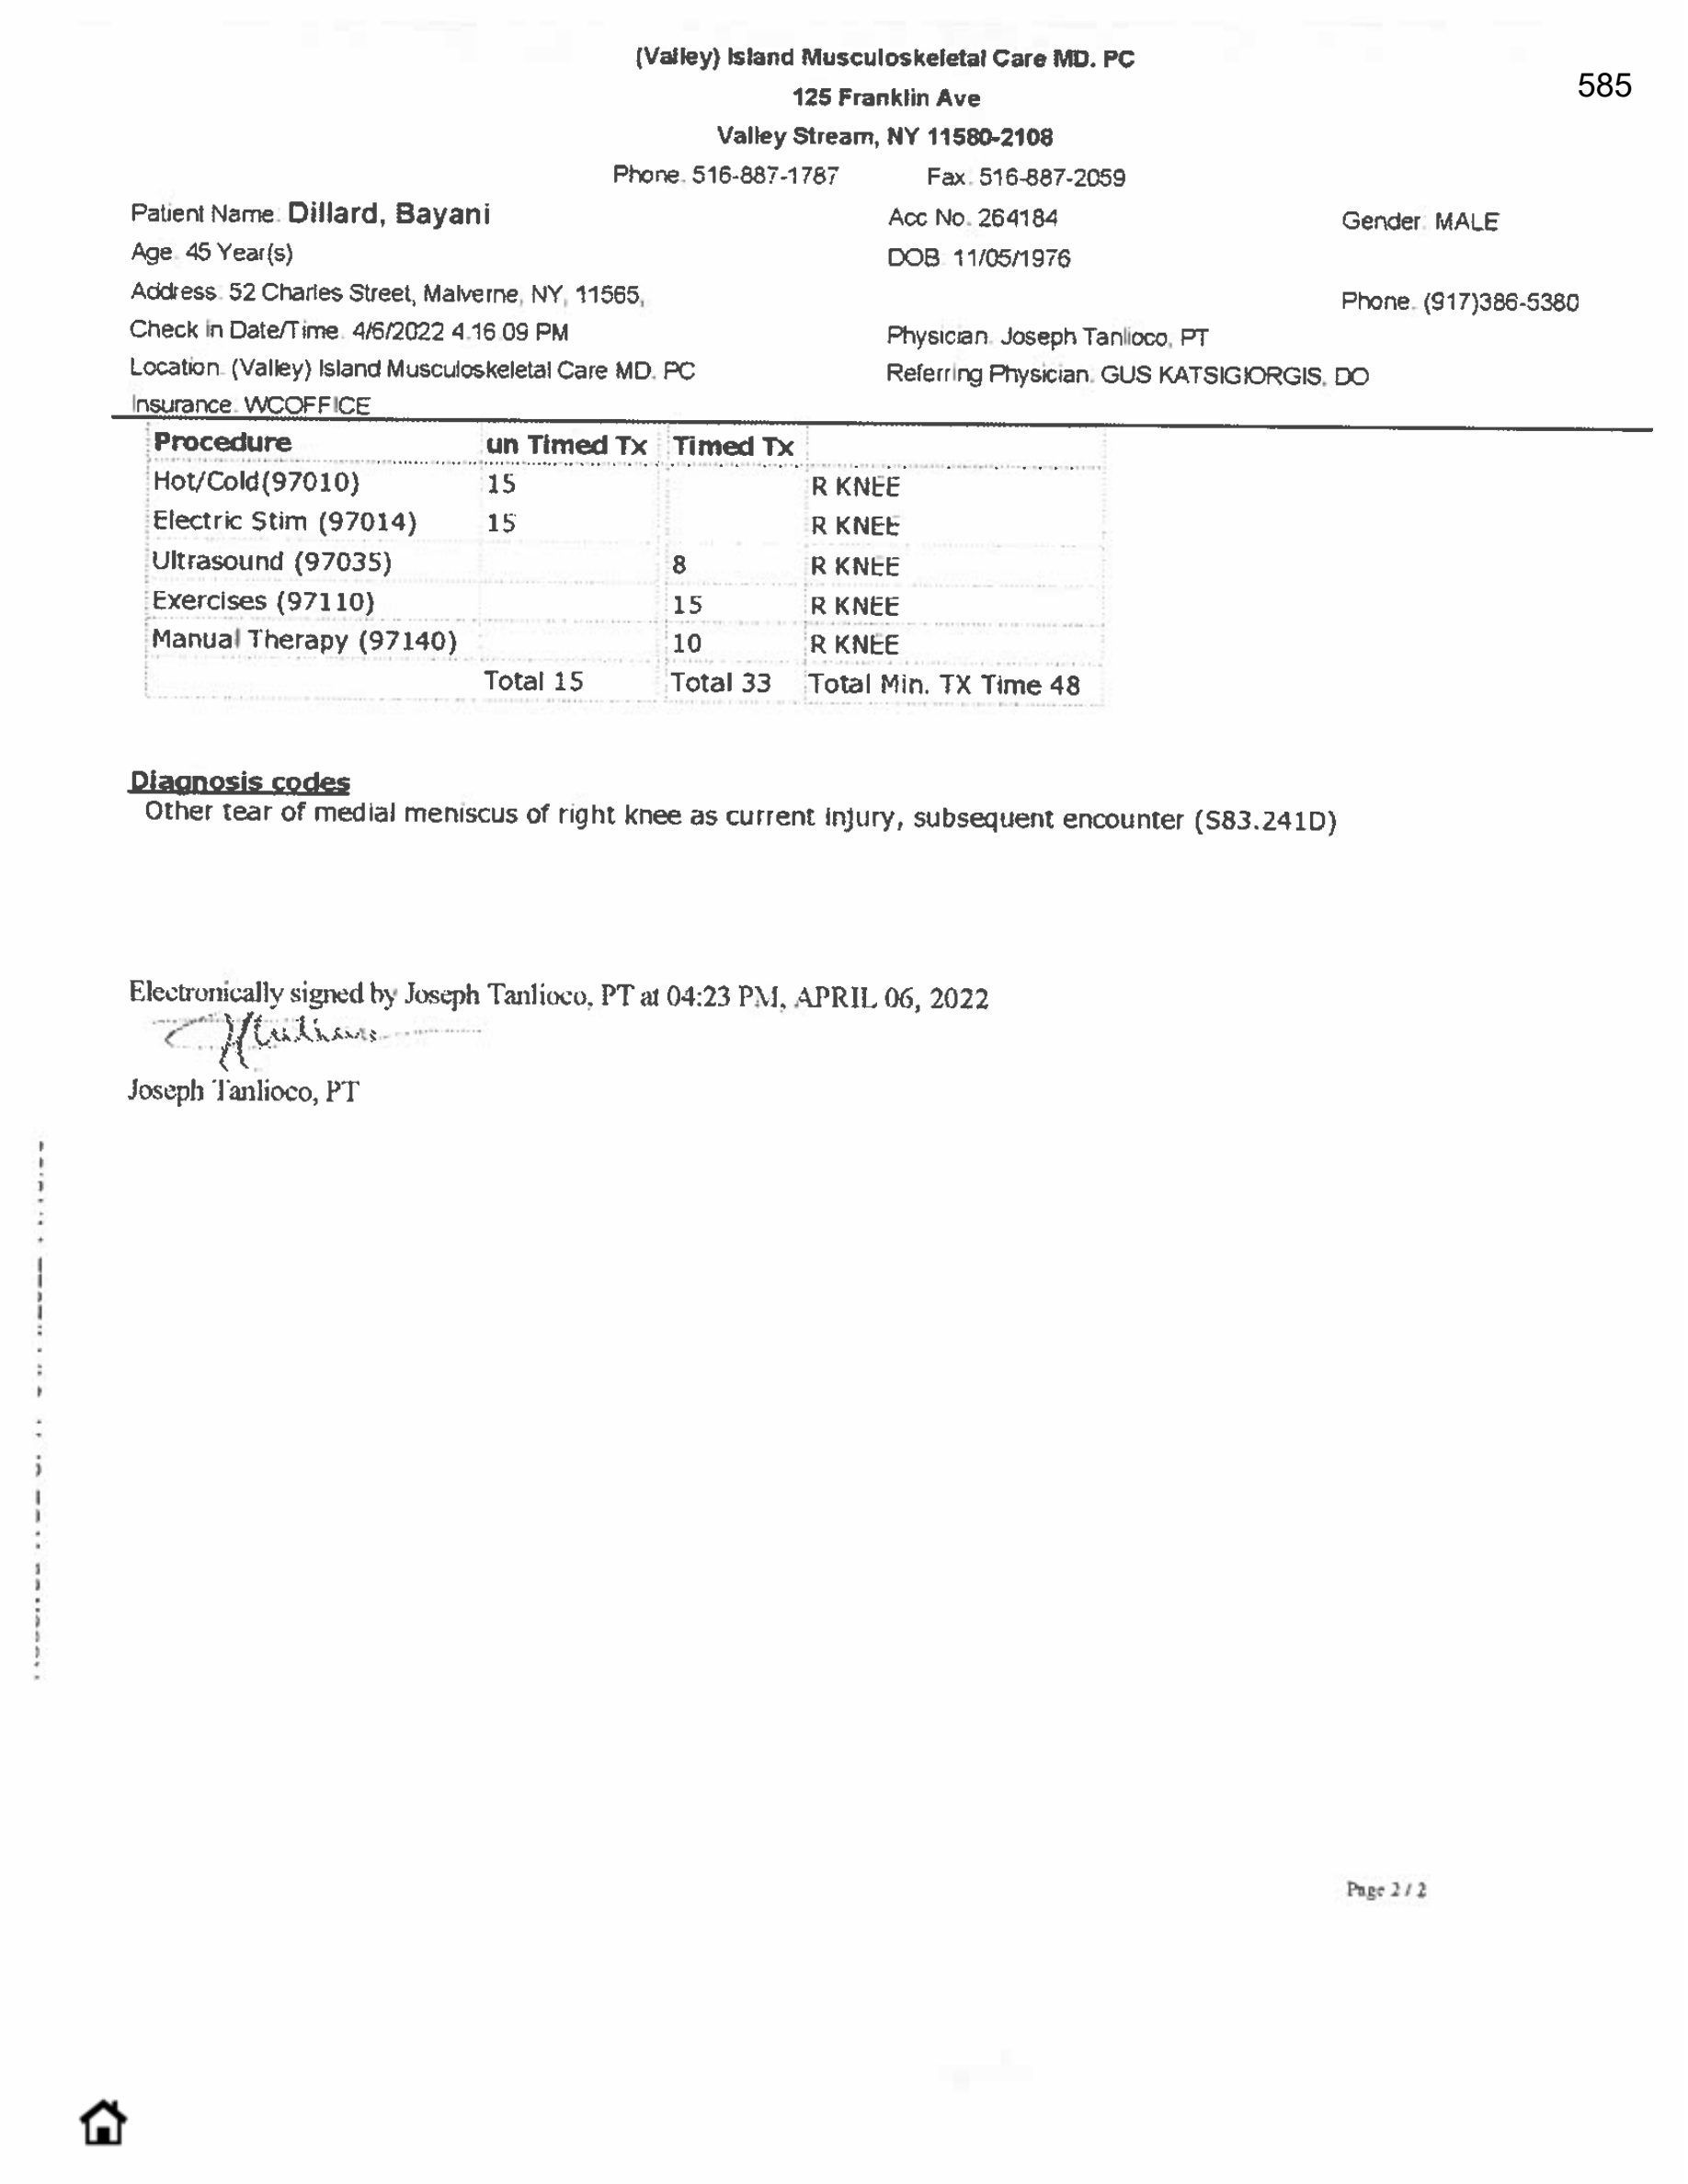 (Valley) Island Musculoskeletal Care MD. PC
585
125 Franklin Ave
Valley Stream, NY 11580-2108
Phone. 516-887-1787 Fax. 516-887-2059
Patient Name. Dillard, Bayani Acc No. 264184 Gender. MALE
Age. 45 Year(s) DOB 11/05/1976
Address. 52 Charles Street, Malverne, NY, 11565, Phone. (917)386-5380
Check in Date/Time. 4/6/2022 4.16.09 PM Physician. Joseph Tanlioco, PT
Location. (Valley) Island Musculoskeletal Care MD. PC Referring Physician. GUS KATSIGIORGIS, DO
Insurance. WCOFFICE
Procedure un Timed Tx Timed Tx
Hot/Cold(97010) 15 R KNEE
Electric Stim (97014) 15 R KNEE
Ultrasound (97035) 8 R KNEE
Exercises (97110) 15 R KNEE
Manual Therapy (97140) 10 R KNEE
Total 15 Total 33 Total Min. TX Time 48
Diagnosis codes
Other tear of medial meniscus of right knee as current injury, subsequent encounter (S83.241D)
Electronically signed by Joseph Tanlioco, PT at 04:23 PM, APRIL 06, 2022
Joseph Tanlioco, PT
Page 2 / 2